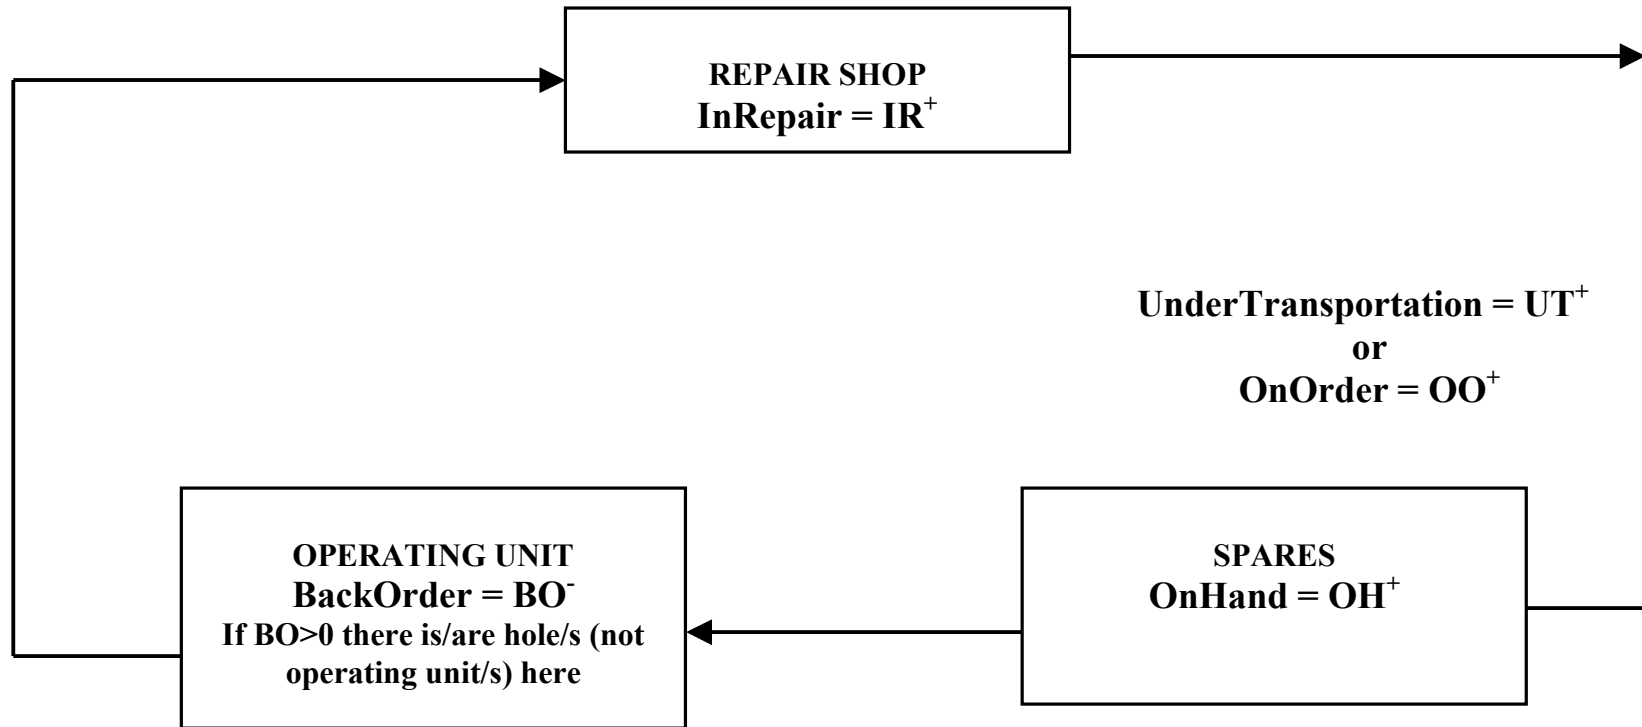 REPAIR SHOP
InRepair = IR⁺
UnderTransportation = UT⁺
or
OnOrder = OO⁺
OPERATING UNIT
BackOrder = BO⁻
If BO>0 there is/are hole/s (not
operating unit/s) here
SPARES
OnHand = OH⁺